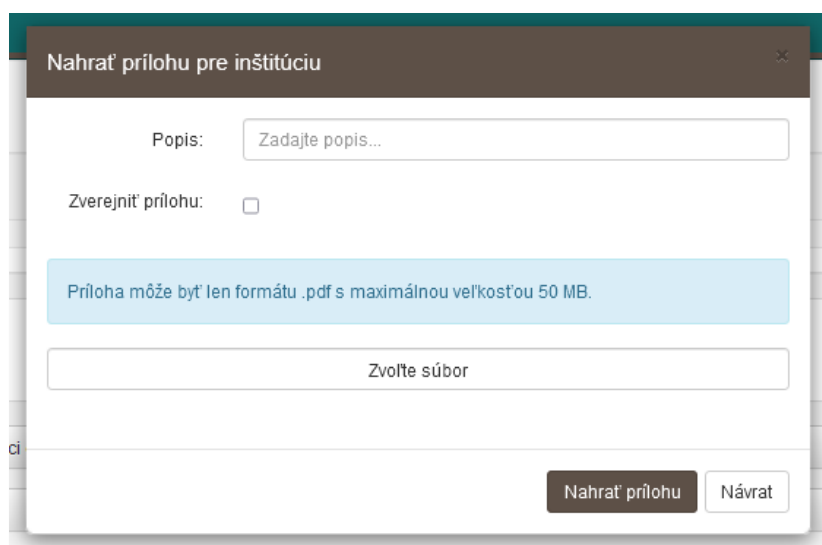 Nahrať prílohu pre inštitúciu
×
Popis:
Zadajte popis...
Zverejniť prílohu:
Príloha môže byť len formátu .pdf s maximálnou veľkosťou 50 MB.
Zvoľte súbor
ci
Nahrať prílohu
Návrat